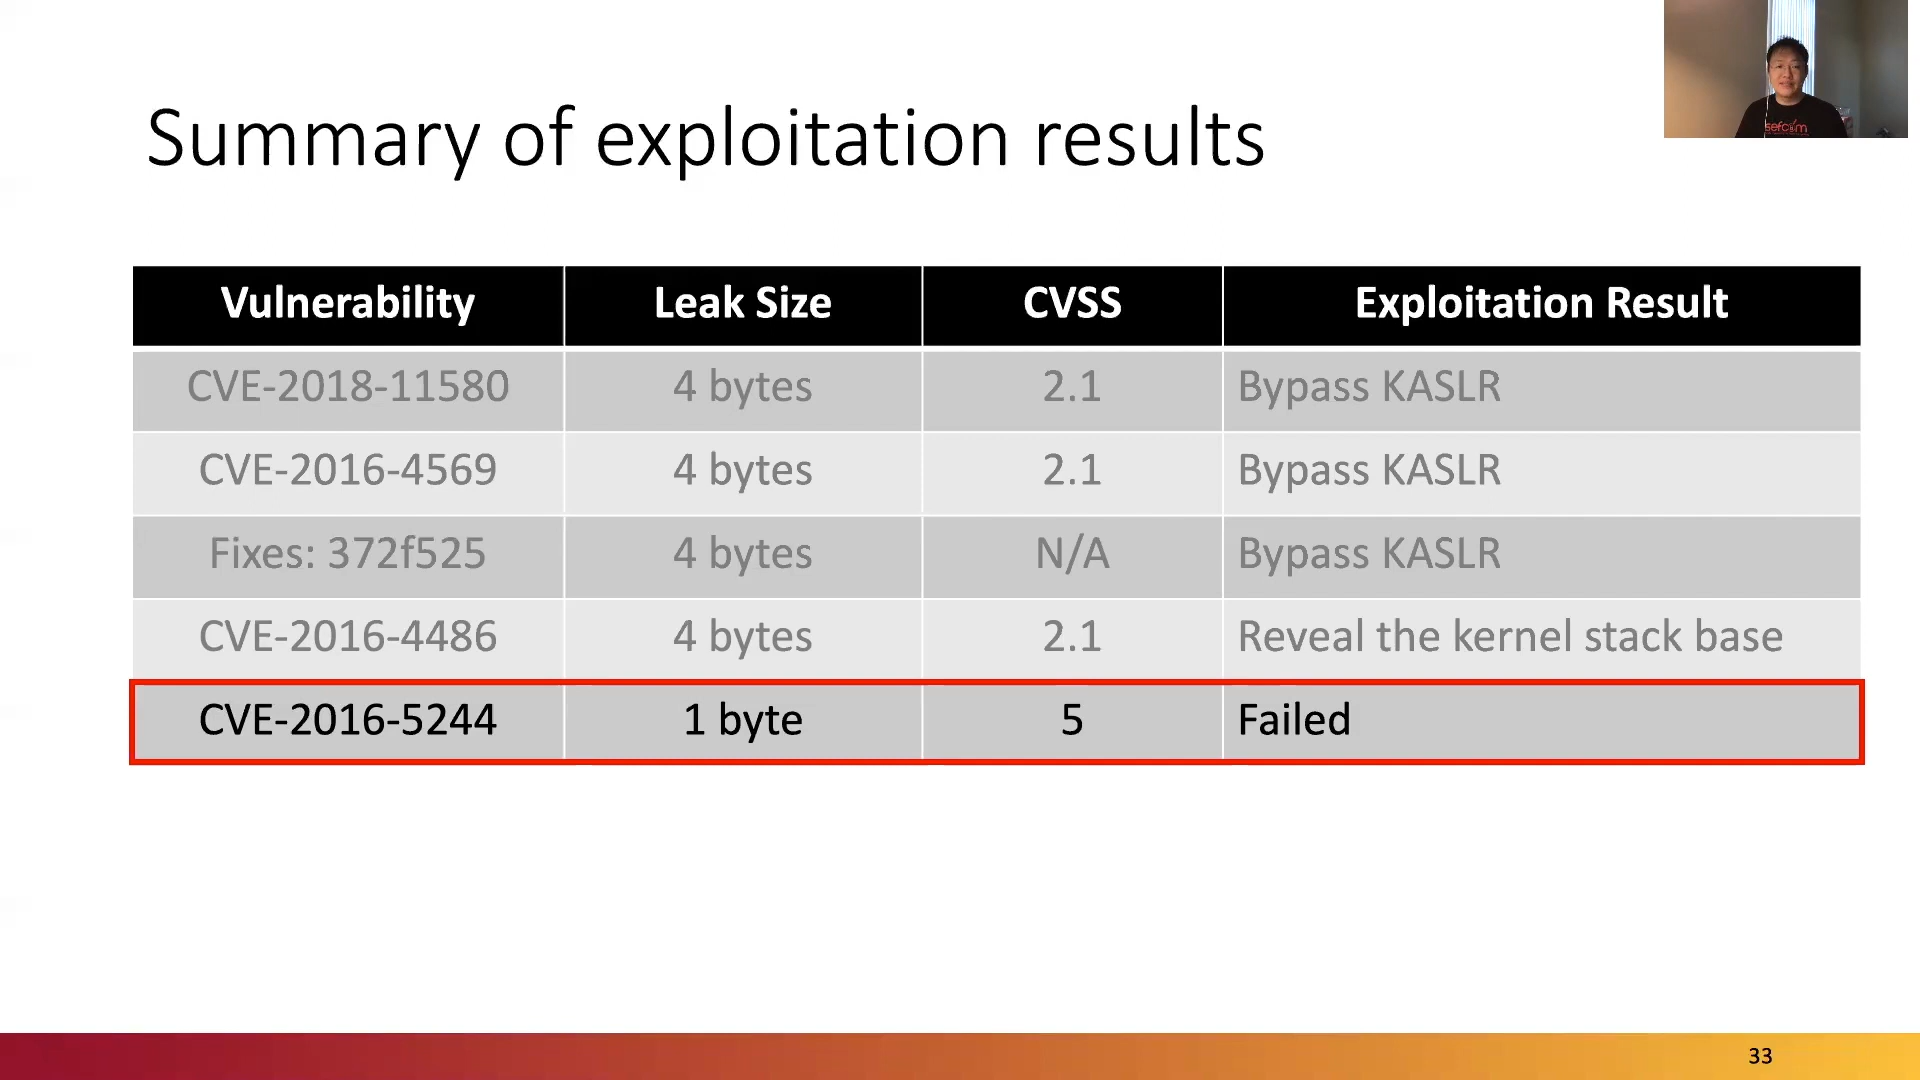 sefcom
Summary of exploitation results
Vulnerability Leak Size CVSS Exploitation Result
CVE-2018-11580 4 bytes 2.1 Bypass KASLR
CVE-2016-4569 4 bytes 2.1 Bypass KASLR
Fixes: 372f525 4 bytes N/A Bypass KASLR
CVE-2016-4486 4 bytes 2.1 Reveal the kernel stack base
CVE-2016-5244 1 byte 5 Failed
33